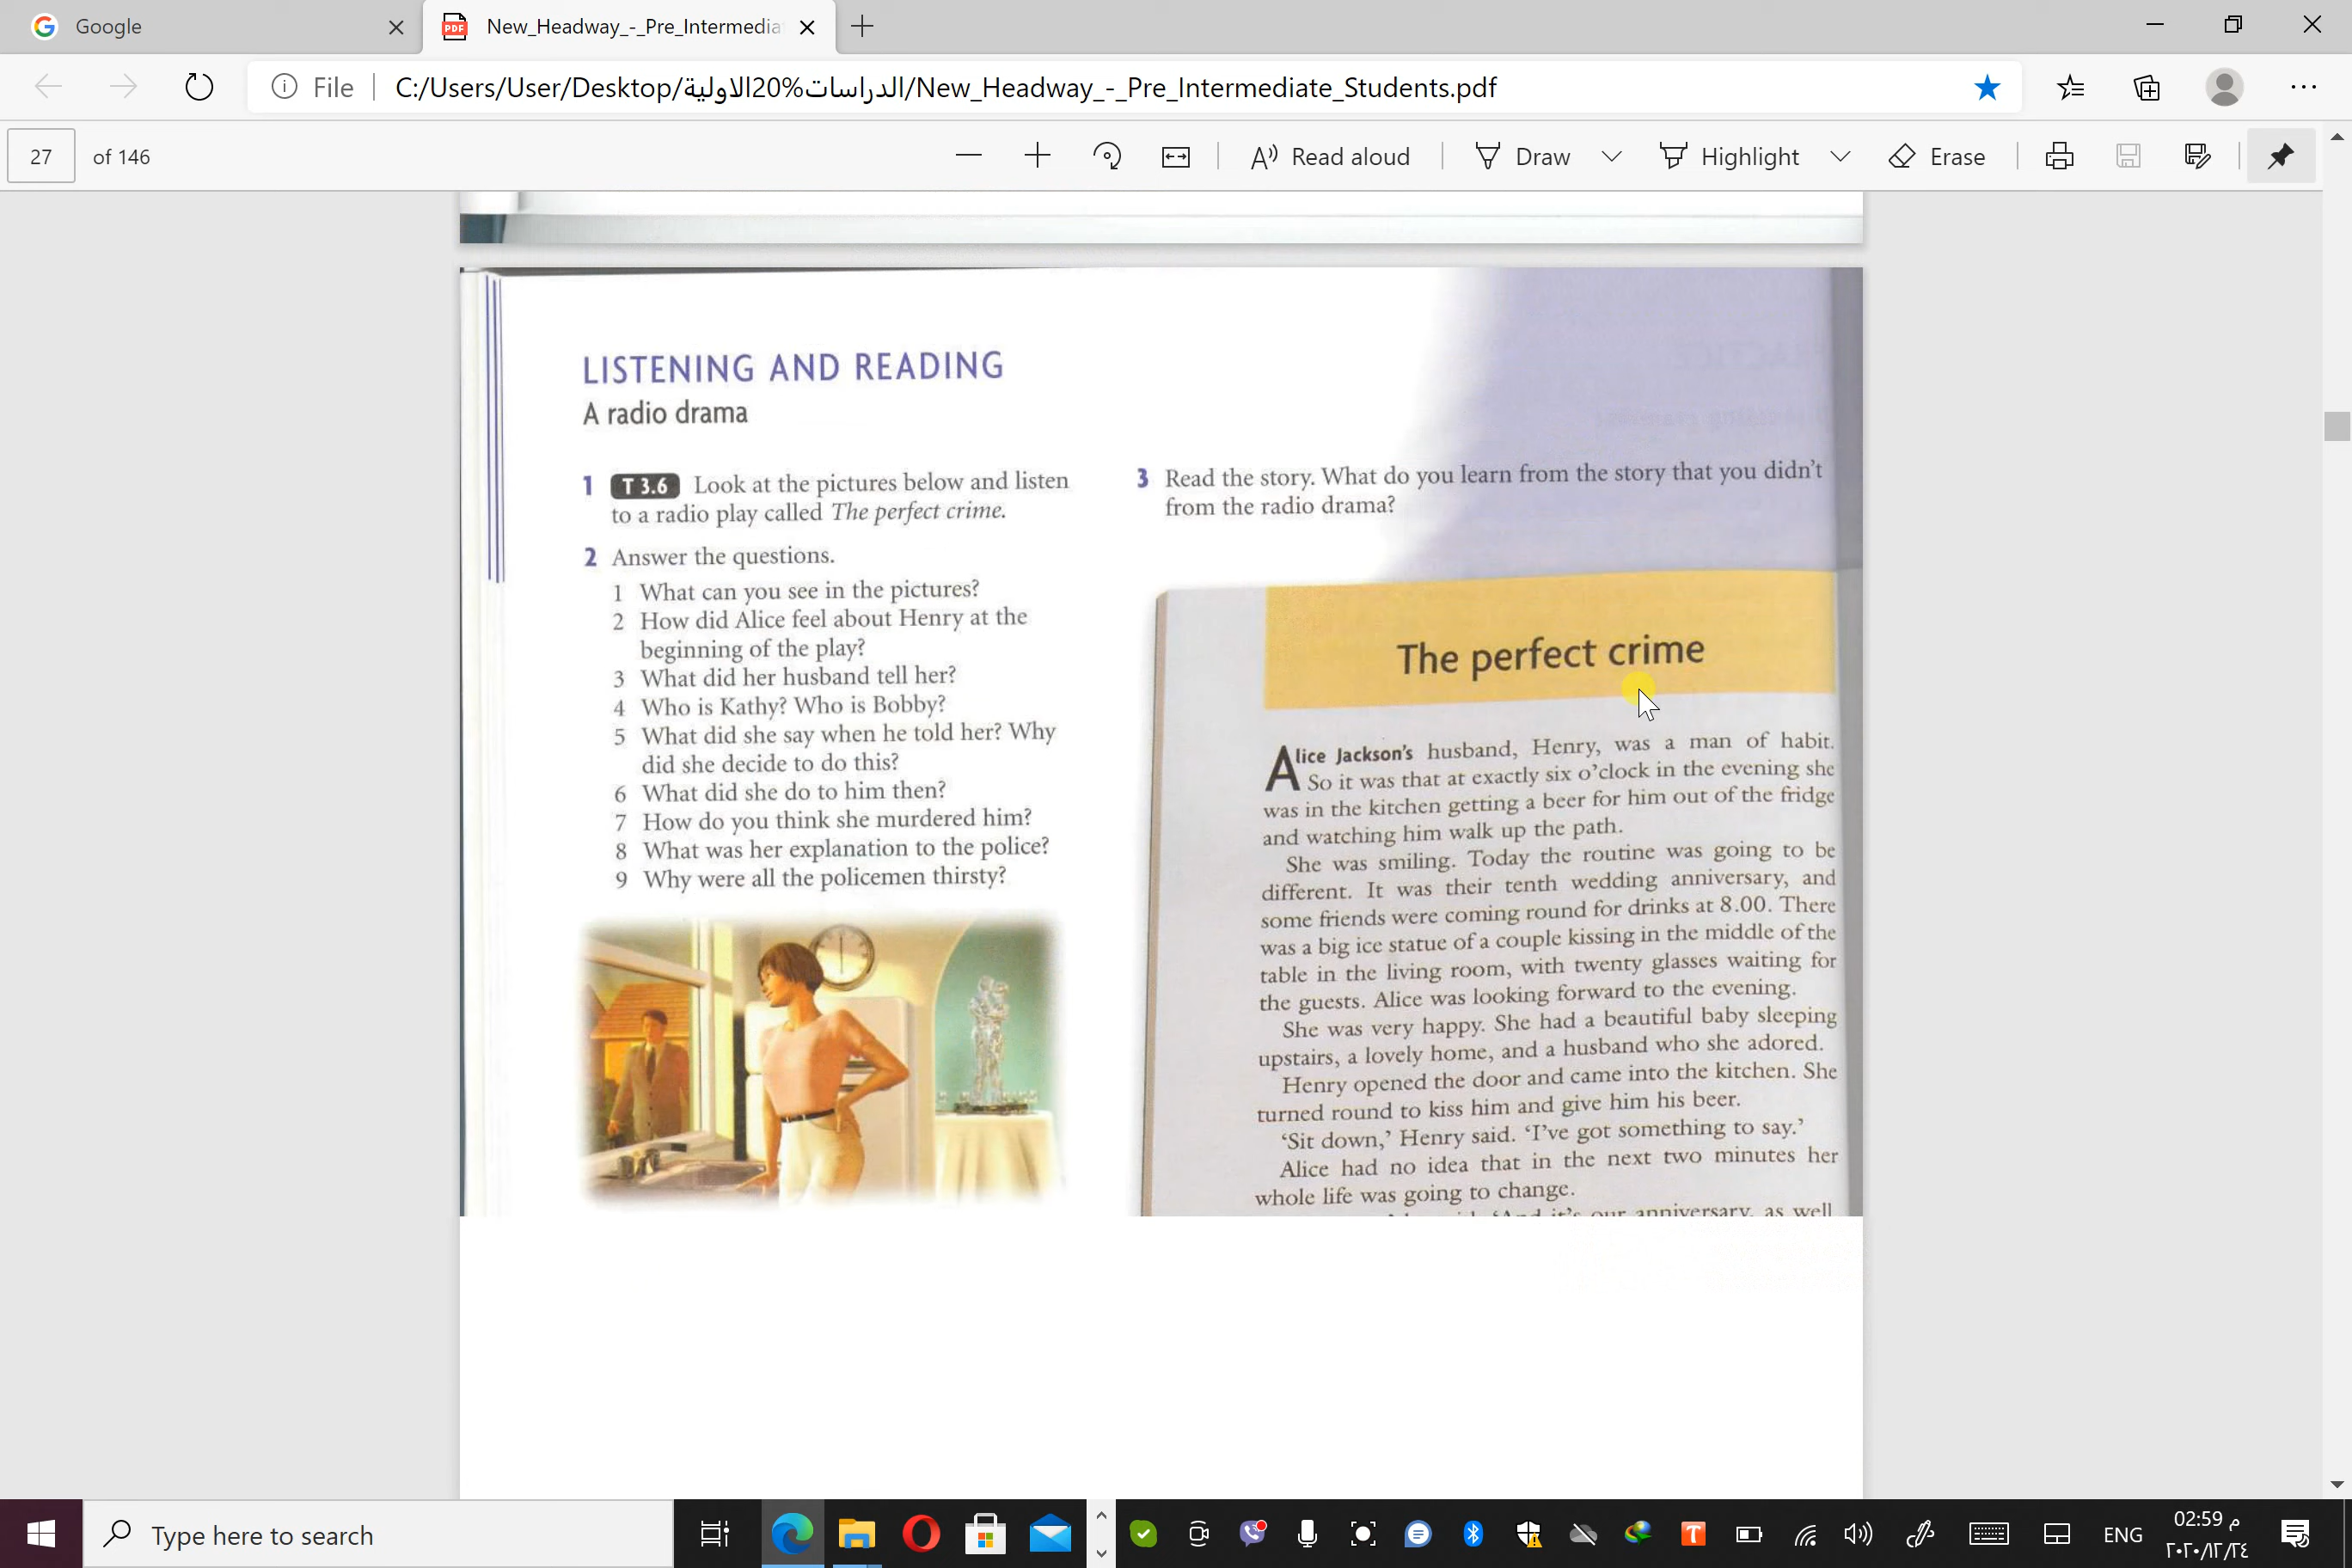 Google
New_Headway_-_Pre_Intermedia
File
C:/Users/User/Desktop/الدراسات%20الاولية/New_Headway_-_Pre_Intermediate_Students.pdf
27 of 146
Read aloud
Draw
Highlight
Erase
LISTENING AND READING
A radio drama
1 T 3.6 Look at the pictures below and listen
to a radio play called The perfect crime.
2 Answer the questions.
1 What can you see in the pictures?
2 How did Alice feel about Henry at the
beginning of the play?
3 What did her husband tell her?
4 Who is Kathy? Who is Bobby?
5 What did she say when he told her? Why
did she decide to do this?
6 What did she do to him then?
7 How do you think she murdered him?
8 What was her explanation to the police?
9 Why were all the policemen thirsty?
3 Read the story. What do you learn from the story that you didn't
from the radio drama?
The perfect crime
Alice Jackson's husband, Henry, was a man of habit.
So it was that at exactly six o'clock in the evening she
was in the kitchen getting a beer for him out of the fridge
and watching him walk up the path.
She was smiling. Today the routine was going to be
different. It was their tenth wedding anniversary, and
some friends were coming round for drinks at 8.00. There
was a big ice statue of a couple kissing in the middle of the
table in the living room, with twenty glasses waiting for
the guests. Alice was looking forward to the evening.
She was very happy. She had a beautiful baby sleeping
upstairs, a lovely home, and a husband who she adored.
Henry opened the door and came into the kitchen. She
turned round to kiss him and give him his beer.
‘Sit down,’ Henry said. ‘I've got something to say.’
Alice had no idea that in the next two minutes her
whole life was going to change.
‘And it's our anniversary, as well
Type here to search
ENG
02:59 م
٢٠٢٠/١٢/٢٤